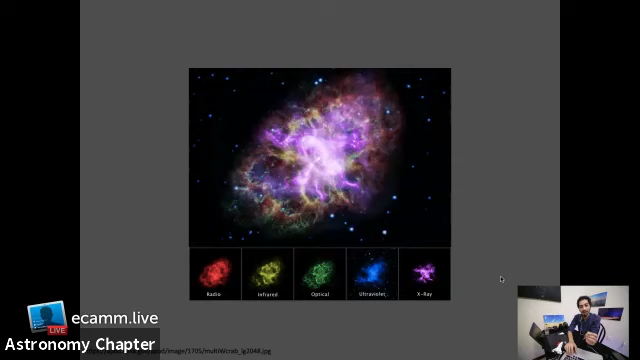 Radio
Infrared
Optical
Ultraviolet
X-Ray
LIVE
ecamm.live
Astronomy Chapter